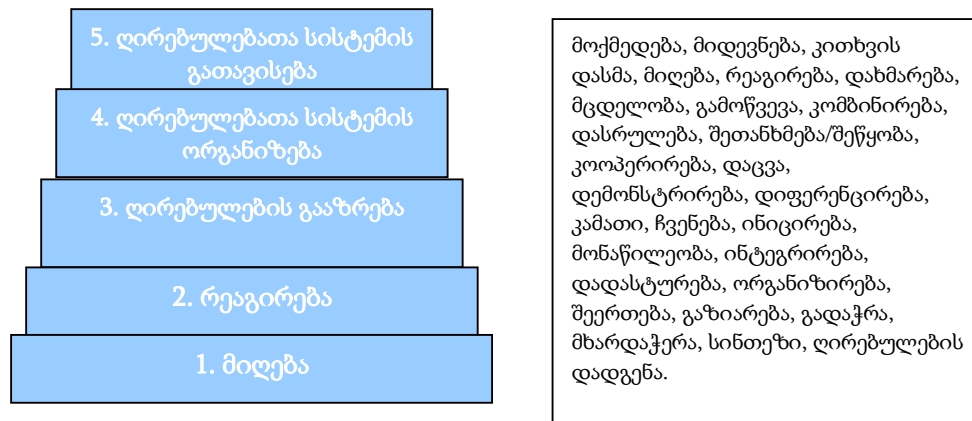 5. ღირებულებათა სისტემის
გათავისება
4. ღირებულებათა სისტემის
ორგანიზება
3. ღირებულების გააზრება
2. რეაგირება
1. მიღება
მოქმედება, მიდევნება, კითხვის
დასმა, მიღება, რეაგირება, დახმარება,
მცდელობა, გამოწვევა, კომბინირება,
დასრულება, შეთანხმება/შეწყობა,
კოოპერირება, დაცვა,
დემონსტრირება, დიფერენცირება,
კამათი, ჩვენება, ინიცირება,
მონაწილეობა, ინტეგრირება,
დადასტურება, ორგანიზირება,
შეერთება, გაზიარება, გადაჭრა,
მხარდაჭერა, სინთეზი, ღირებულების
დადგენა.